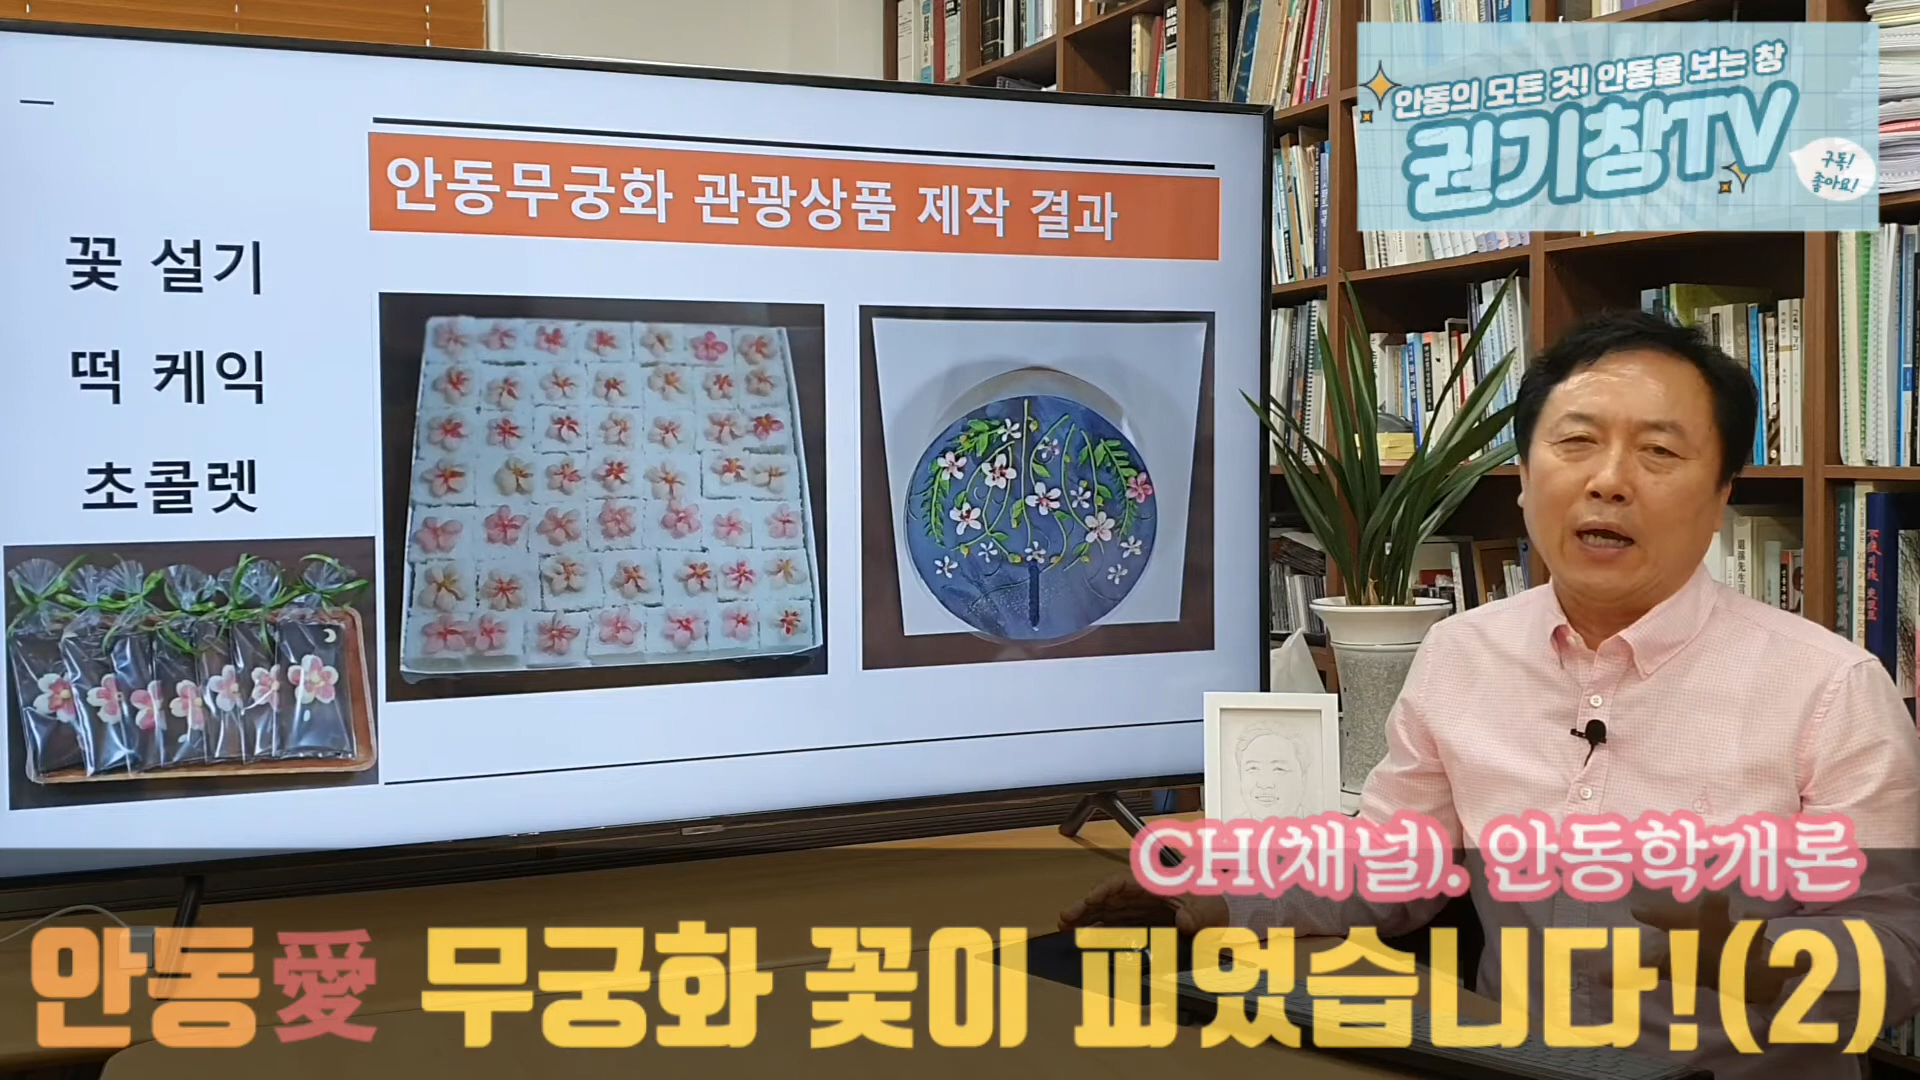 안동의 모든 것! 안동을 보는 창
권기창TV
구독!
좋아요!
안동무궁화 관광상품 제작 결과
꽃 설기
떡 케익
초콜렛
CH(채널). 안동학개론
안동愛 무궁화 꽃이 피었습니다!(2)